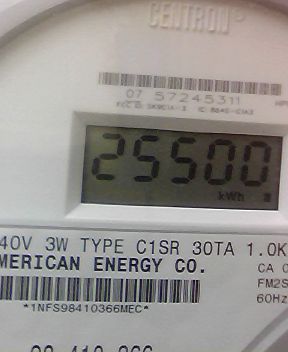 CENTRON®
07 57245311
25500
kWh
40V 3W TYPE C1SR 30TA 1.0K
MERICAN ENERGY CO.
CA 0
FM2S
60Hz
*1NFS98410366MEC*